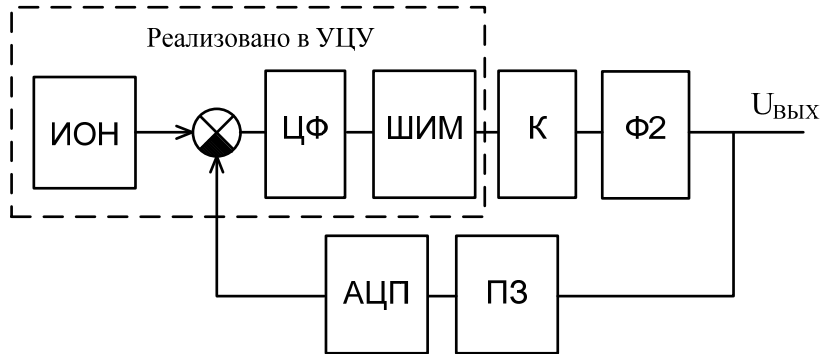 Реализовано в УЦУ
ИОН
ЦФ
ШИМ
К
Ф2
UВЫХ
АЦП
ПЗ